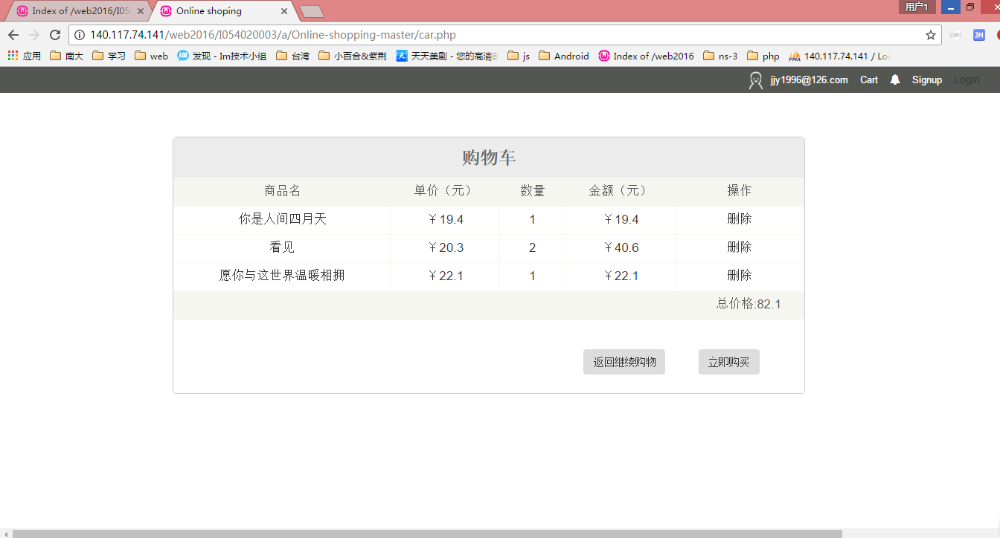 Index of /web2016/I05 Online shoping 用户1
140.117.74.141/web2016/I054020003/a/Online-shopping-master/car.php
应用 南大 学习 web 发现 - Im技术小组 台湾 小百合&紫荆 天天美剧 - 您的高清 js Android Index of /web2016 ns-3 php 140.117.74.141 / Lo
jjy1996@126.com Cart Signup Login
购物车
商品名 单价（元） 数量 金额（元） 操作
你是人间四月天 ￥19.4 1 ￥19.4 删除
看见 ￥20.3 2 ￥40.6 删除
愿你与这世界温暖相拥 ￥22.1 1 ￥22.1 删除
总价格:82.1
返回继续购物 立即购买